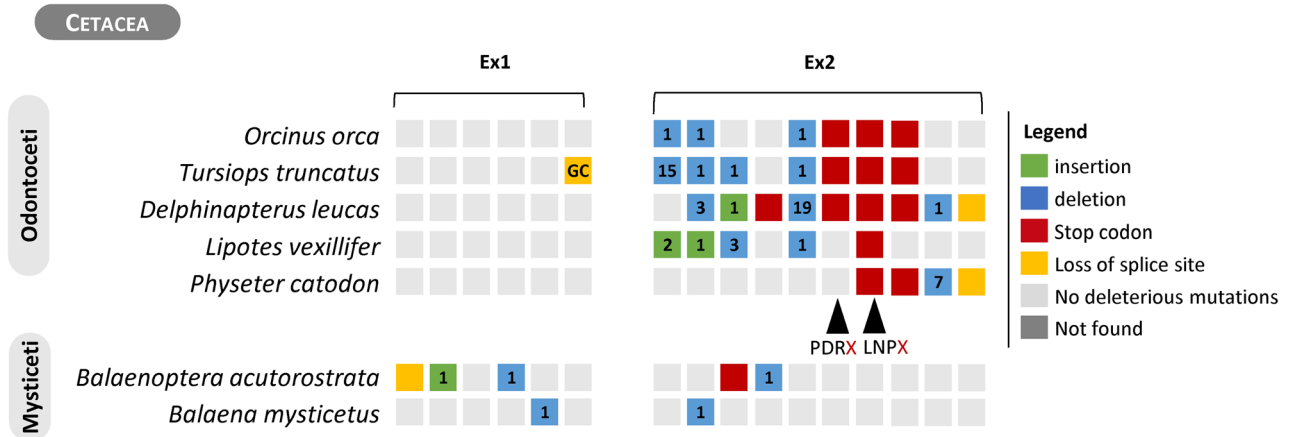 CETACEA
Ex1 Ex2
Odontoceti
Orcinus orca 1 1 1
Tursiops truncatus GC 15 1 1 1
Delphinapterus leucas 3 1 19 1
Lipotes vexillifer 2 1 3 1
Physeter catodon 7
PDRX LNPX
Mysticeti
Balaenoptera acutorostrata 1 1 1
Balaena mysticetus 1 1
Legend
insertion
deletion
Stop codon
Loss of splice site
No deleterious mutations
Not found